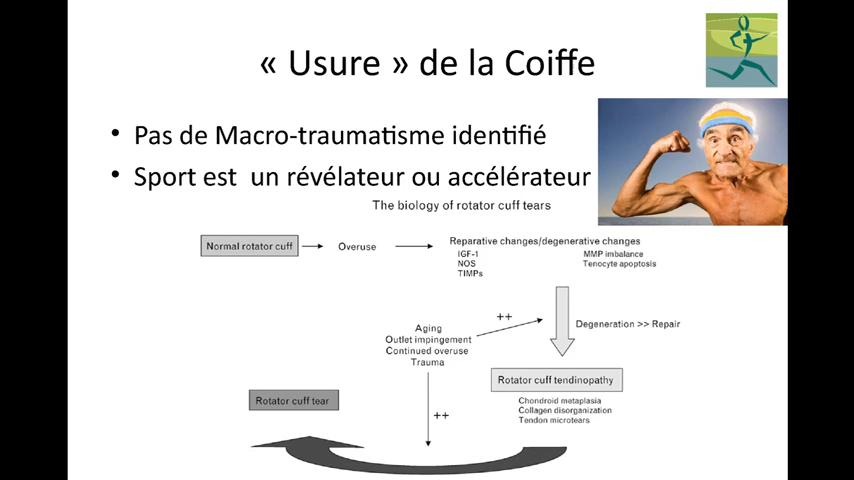 « Usure » de la Coiffe
• Pas de Macro-traumatisme identifié
• Sport est un révélateur ou accélérateur
The biology of rotator cuff tears
Normal rotator cuff
Overuse
Reparative changes/degenerative changes
IGF-1
NOS
TIMPs
MMP imbalance
Tenocyte apoptosis
++
Degeneration >> Repair
Aging
Outlet impingement
Continued overuse
Trauma
Rotator cuff tendinopathy
Chondroid metaplasia
Collagen disorganization
Tendon microtears
Rotator cuff tear
++